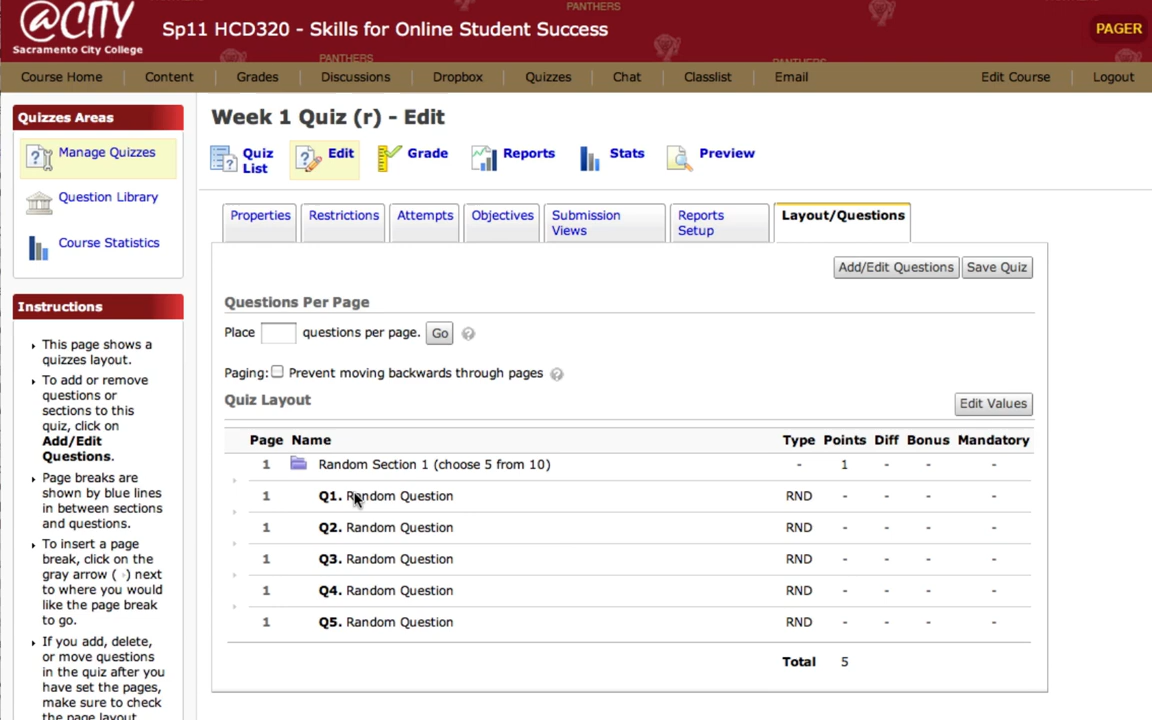 @CITY
Sacramento City College
PANTHERS
Sp11 HCD320 - Skills for Online Student Success
PANTHERS
PANTHERS
PAGER
Course Home
Content
Grades
Discussions
Dropbox
Quizzes
Chat
Classlist
Email
Edit Course
Logout
Quizzes Areas
Manage Quizzes
Question Library
Course Statistics
Instructions
This page shows a
quizzes layout.
To add or remove
questions or
sections to this
quiz, click on
Add/Edit
Questions.
Page breaks are
shown by blue lines
in between sections
and questions.
To insert a page
break, click on the
gray arrow ( ) next
to where you would
like the page break
to go.
If you add, delete,
or move questions
in the quiz after you
have set the pages,
make sure to check
the page layout
Week 1 Quiz (r) - Edit
Quiz
List
Edit
Grade
Reports
Stats
Preview
Properties
Restrictions
Attempts
Objectives
Submission
Views
Reports
Setup
Layout/Questions
Add/Edit Questions
Save Quiz
Questions Per Page
Place questions per page. Go ?
Paging: Prevent moving backwards through pages ?
Quiz Layout
Edit Values
Page Name Type Points Diff Bonus Mandatory
1 Random Section 1 (choose 5 from 10) - 1 - - -
1 Q1. Random Question RND - - - -
1 Q2. Random Question RND - - - -
1 Q3. Random Question RND - - - -
1 Q4. Random Question RND - - - -
1 Q5. Random Question RND - - - -
Total 5